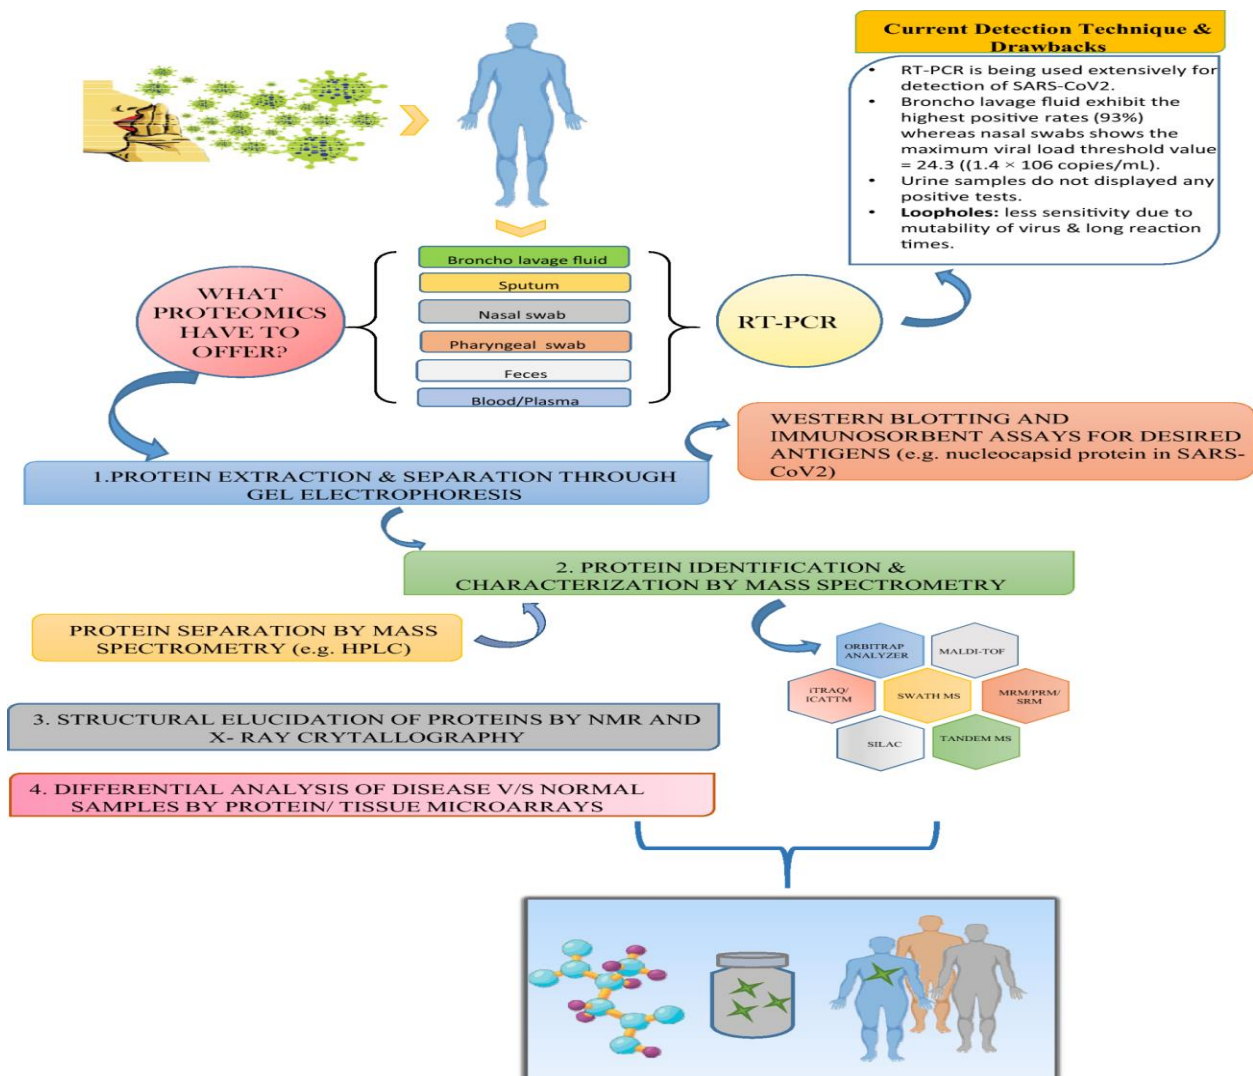 Current Detection Technique &
Drawbacks
• RT-PCR is being used extensively for
detection of SARS-CoV2.
• Broncho lavage fluid exhibit the
highest positive rates (93%)
whereas nasal swabs shows the
maximum viral load threshold value
= 24.3 ((1.4 × 106 copies/mL).
• Urine samples do not displayed any
positive tests.
• Loopholes: less sensitivity due to
mutability of virus & long reaction
times.
WHAT
PROTEOMICS
HAVE TO
OFFER?
Broncho lavage fluid
Sputum
Nasal swab
Pharyngeal swab
Feces
Blood/Plasma
RT-PCR
WESTERN BLOTTING AND
IMMUNOSORBENT ASSAYS FOR DESIRED
ANTIGENS (e.g. nucleocapsid protein in SARS-
CoV2)
1.PROTEIN EXTRACTION & SEPARATION THROUGH
GEL ELECTROPHORESIS
2. PROTEIN IDENTIFICATION &
CHARACTERIZATION BY MASS SPECTROMETRY
PROTEIN SEPARATION BY MASS
SPECTROMETRY (e.g. HPLC)
ORBITRAP
ANALYZER
MALDI-TOF
iTRAQ/
ICATTM
SWATH MS
MRM/PRM/
SRM
SILAC
TANDEM MS
3. STRUCTURAL ELUCIDATION OF PROTEINS BY NMR AND
X- RAY CRYTALLOGRAPHY
4. DIFFERENTIAL ANALYSIS OF DISEASE V/S NORMAL
SAMPLES BY PROTEIN/ TISSUE MICROARRAYS